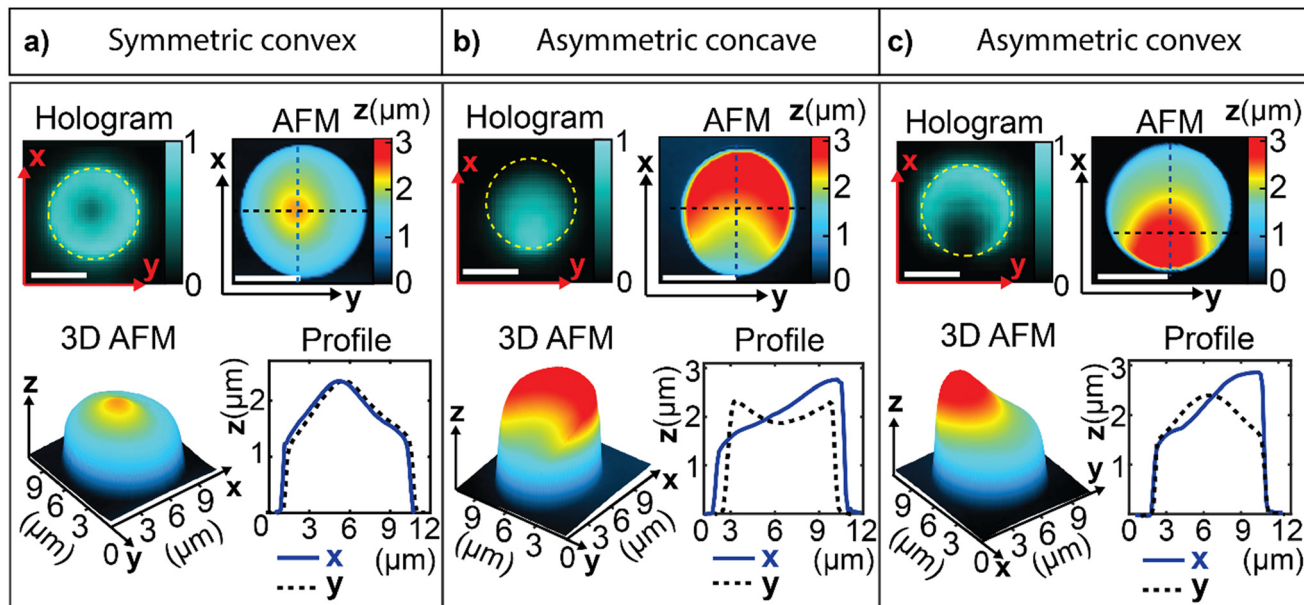 a) Symmetric convex
b) Asymmetric concave
c) Asymmetric convex
Hologram
x
y
1
0
AFM
z(μm)
3
2
1
0
x
y
3D AFM
z
9
6
3
0
(μm)
y
3
6
9
(μm)
x
Profile
z(μm)
2
1
0
3
6
9
12
(μm)
x
y
Hologram
x
y
1
0
AFM
z(μm)
3
2
1
0
x
y
3D AFM
z
9
6
3
0
(μm)
y
3
6
9
(μm)
x
Profile
z(μm)
3
2
1
0
3
6
9
12
(μm)
x
y
Hologram
x
y
1
0
AFM
z(μm)
3
2
1
0
x
y
3D AFM
z
9
6
3
0
(μm)
x
3
6
9
(μm)
y
Profile
z(μm)
3
2
1
0
3
6
9
12
(μm)
x
y